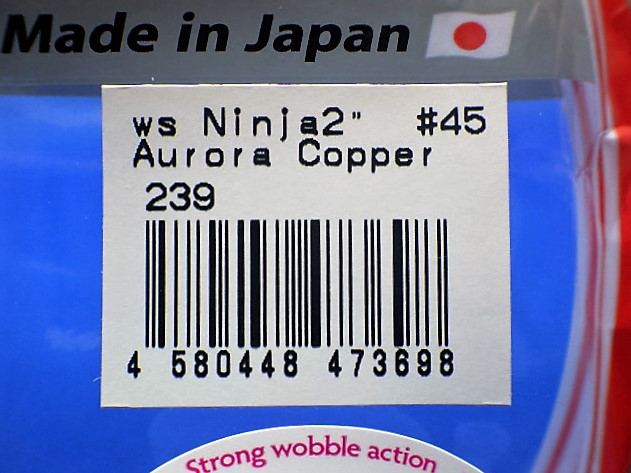 Made in Japan
ws Ninja2" #45
Aurora Copper
239
4 580448 473698
Strong wobble action